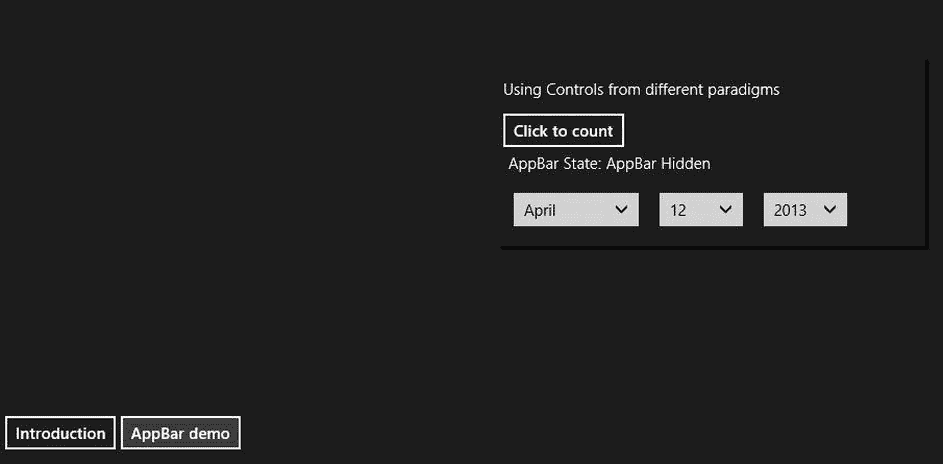 Using Controls from different paradigms
Click to count
AppBar State: AppBar Hidden
April 12 2013
Introduction AppBar demo